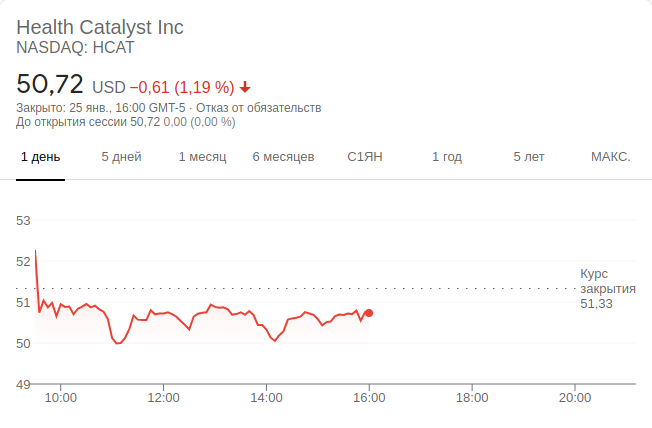 Health Catalyst Inc
NASDAQ: HCAT
50,72 USD −0,61 (1,19 %)
Закрыто: 25 янв., 16:00 GMT-5 · Отказ от обязательств
До открытия сессии 50,72 0,00 (0,00 %)
1 день 5 дней 1 месяц 6 месяцев С1ЯН 1 год 5 лет МАКС.
53
52
Курс
закрытия
51,33
51
50
49
10:00 12:00 14:00 16:00 18:00 20:00